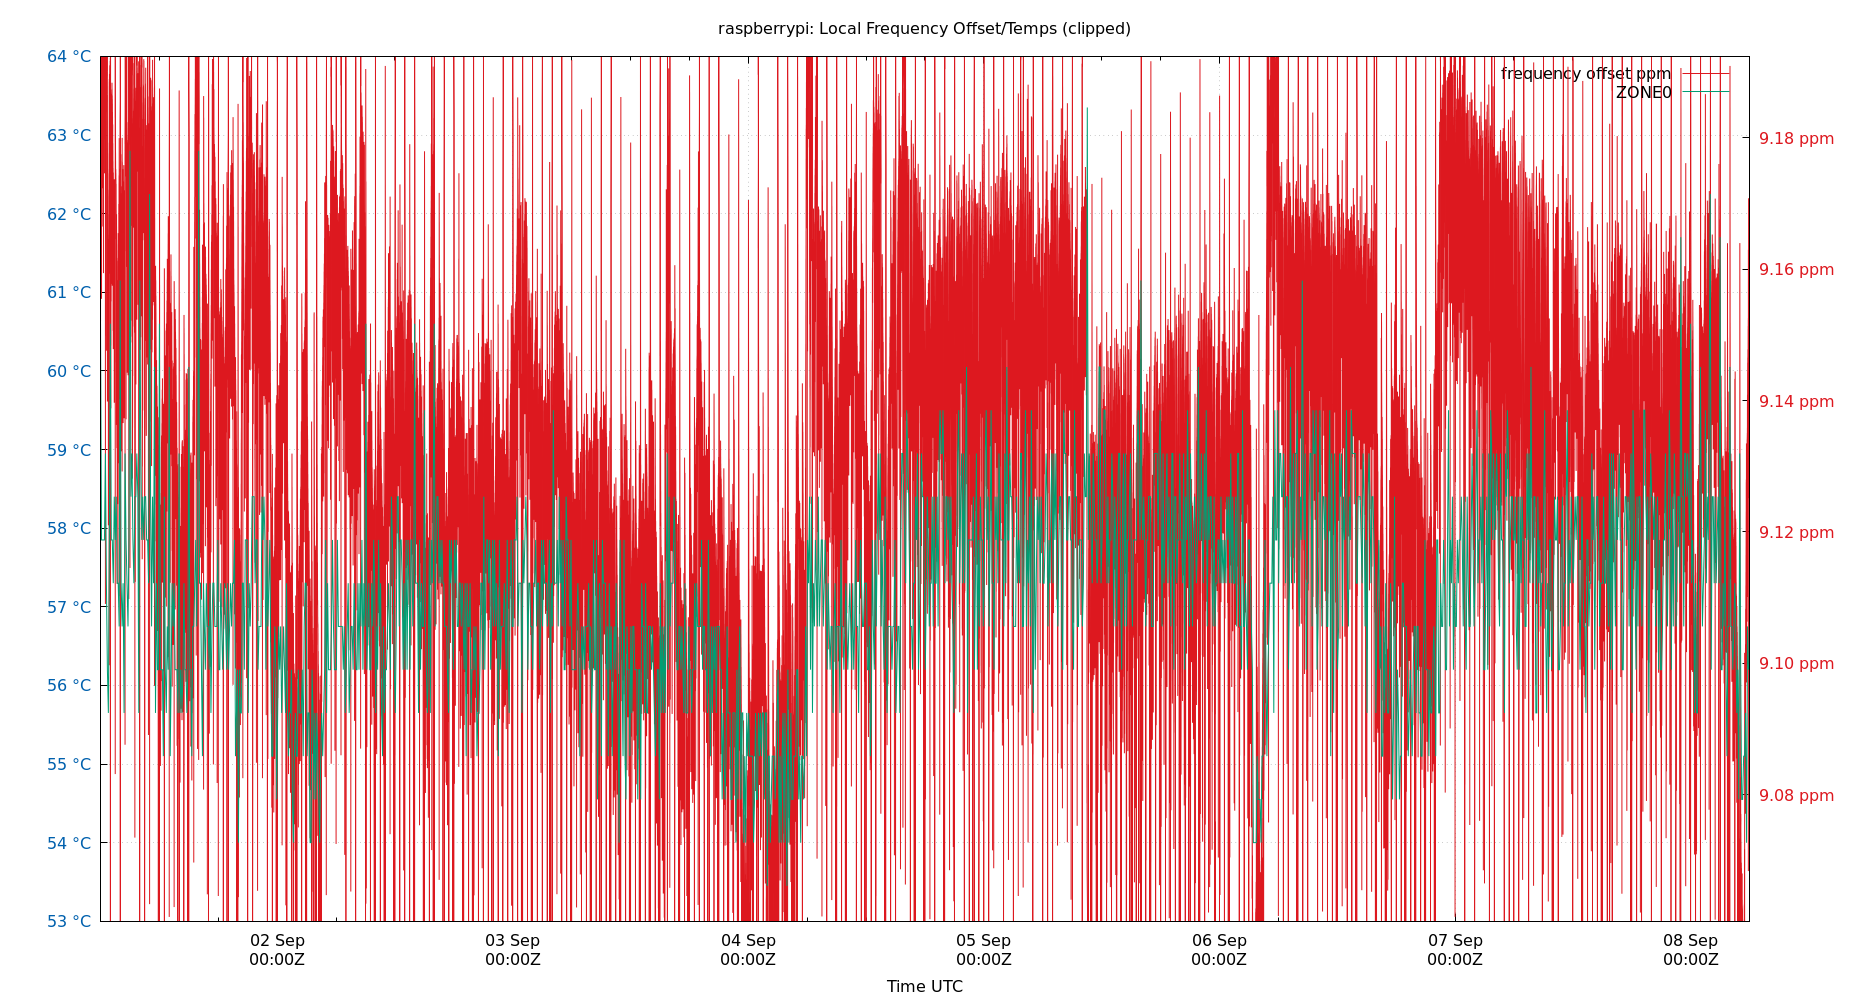 raspberrypi: Local Frequency Offset/Temps (clipped)
frequency offset ppm
ZONE0
64 °C
63 °C
62 °C
61 °C
60 °C
59 °C
58 °C
57 °C
56 °C
55 °C
54 °C
53 °C
9.18 ppm
9.16 ppm
9.14 ppm
9.12 ppm
9.10 ppm
9.08 ppm
02 Sep
00:00Z
03 Sep
00:00Z
04 Sep
00:00Z
05 Sep
00:00Z
06 Sep
00:00Z
07 Sep
00:00Z
08 Sep
00:00Z
Time UTC